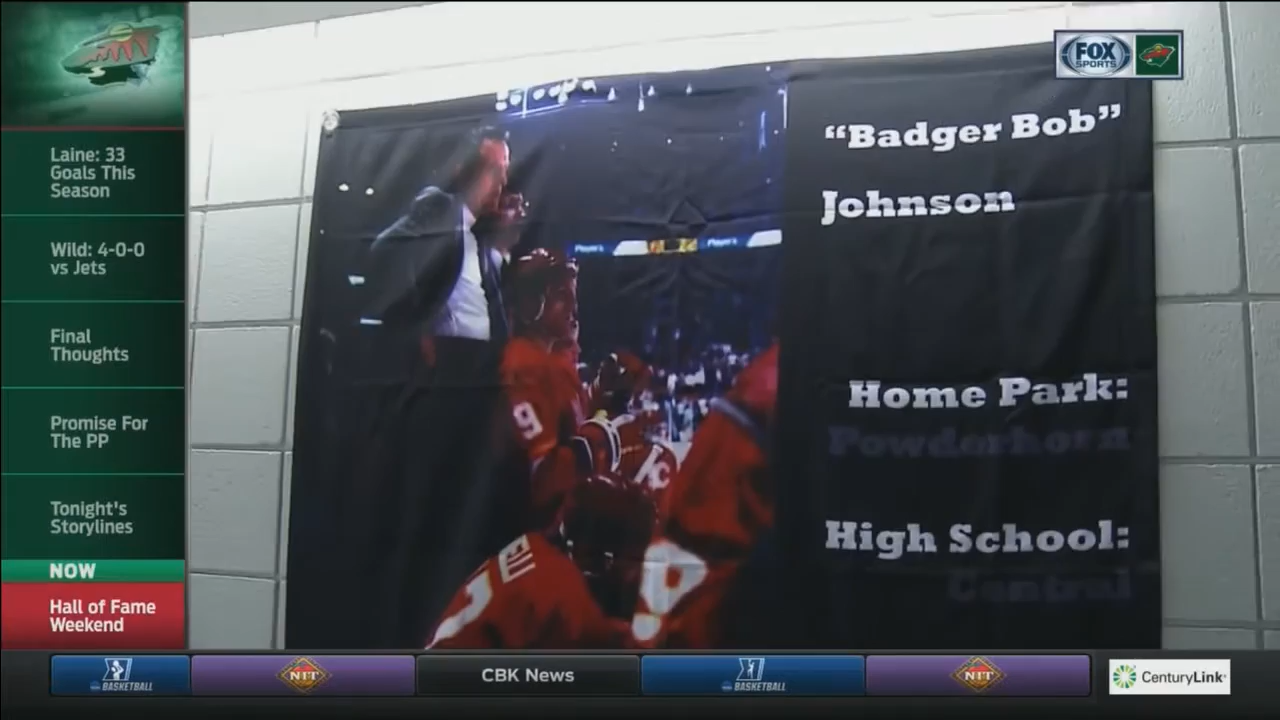 FOX
SPORTS
Laine: 33
Goals This
Season
Wild: 4-0-0
vs Jets
Final
Thoughts
Promise For
The PP
Tonight's
Storylines
NOW
Hall of Fame
Weekend
“Badger Bob”
Johnson
Home Park:
Powderhorn
High School:
Central
9
C
BASKETBALL
NIT
CBK News
BASKETBALL
NIT
CenturyLink